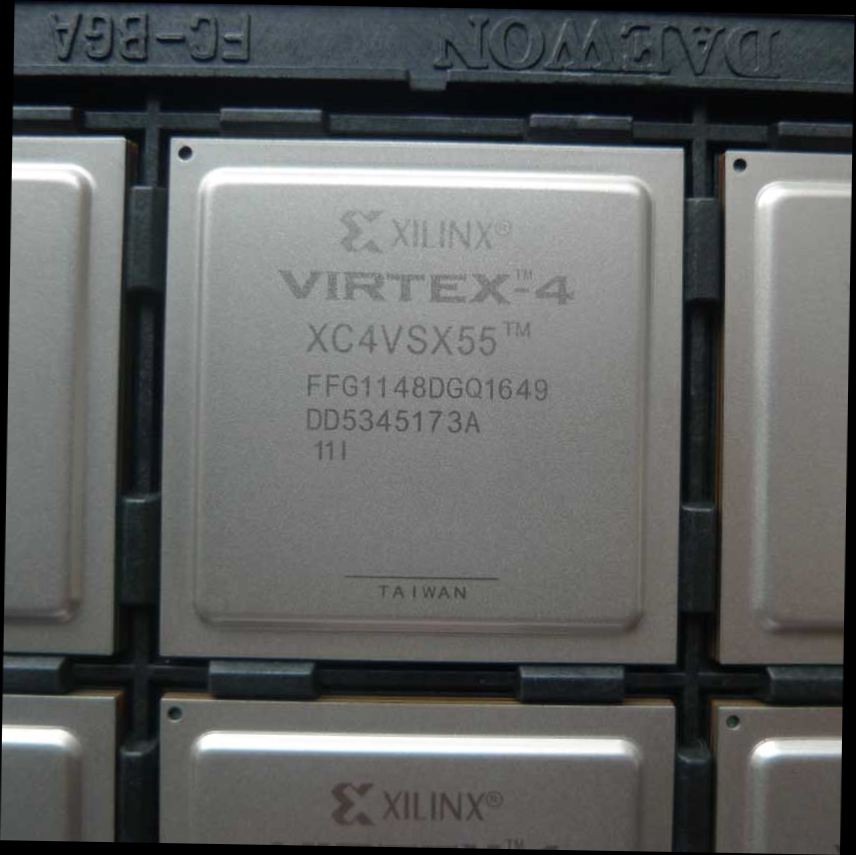 FC-BGA DAEWON
XILINX®
VIRTEX™-4
XC4VSX55™
FFG1148DGQ1649
DD5345173A
11I
TAIWAN
XILINX®